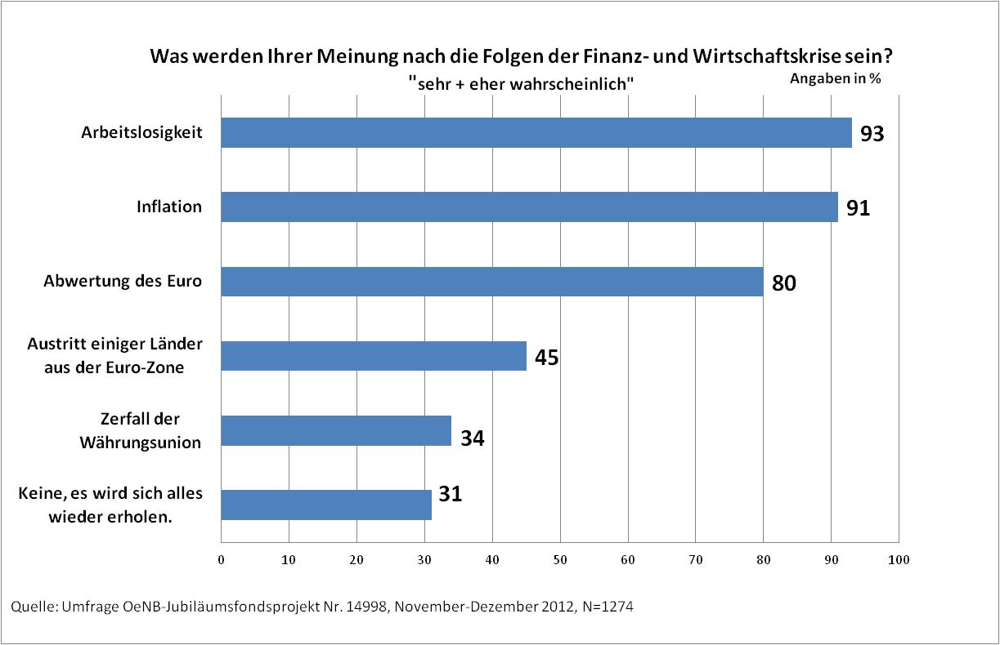 Was werden Ihrer Meinung nach die Folgen der Finanz- und Wirtschaftskrise sein?
"sehr + eher wahrscheinlich"
Angaben in %
Arbeitslosigkeit
93
Inflation
91
Abwertung des Euro
80
Austritt einiger Länder
aus der Euro-Zone
45
Zerfall der
Währungsunion
34
Keine, es wird sich alles
wieder erholen.
31
0 10 20 30 40 50 60 70 80 90 100
Quelle: Umfrage OeNB-Jubiläumsfondsprojekt Nr. 14998, November-Dezember 2012, N=1274